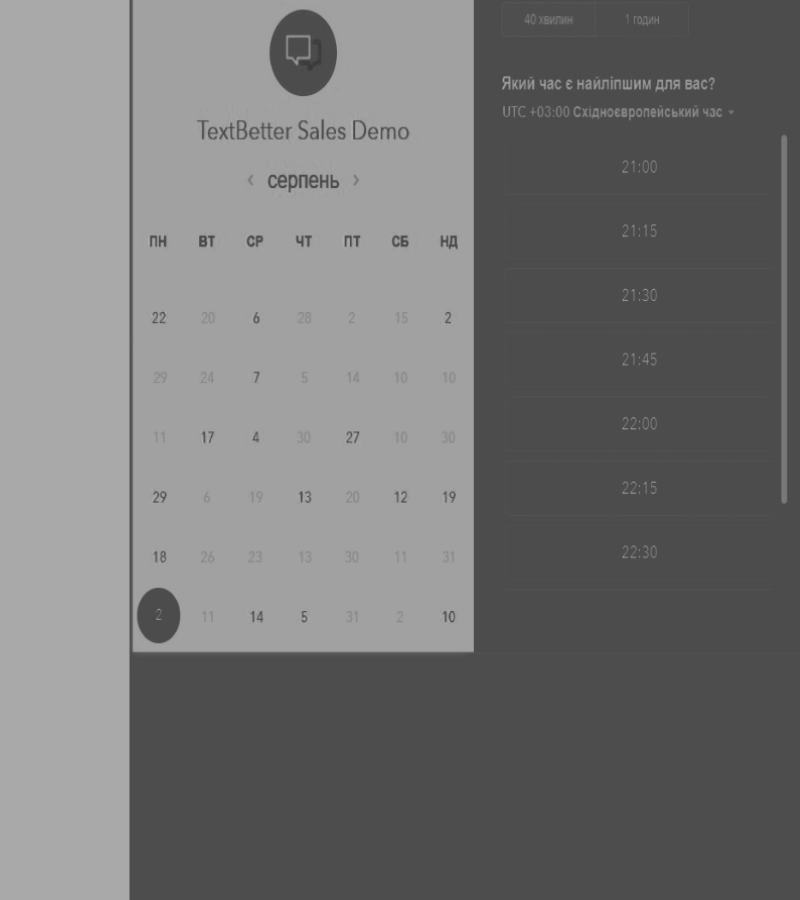 TextBetter Sales Demo
‹ серпень ›
ПН ВТ СР ЧТ ПТ СБ НД
22 20 6 28 2 15 2
29 24 7 5 14 10 10
11 17 4 30 27 10 30
29 6 19 13 20 12 19
18 26 23 13 30 11 31
2 11 14 5 31 2 10
40 хвилин 1 годин
Який час є найліпшим для вас?
UTC +03:00 Східноєвропейський час
21:00
21:15
21:30
21:45
22:00
22:15
22:30